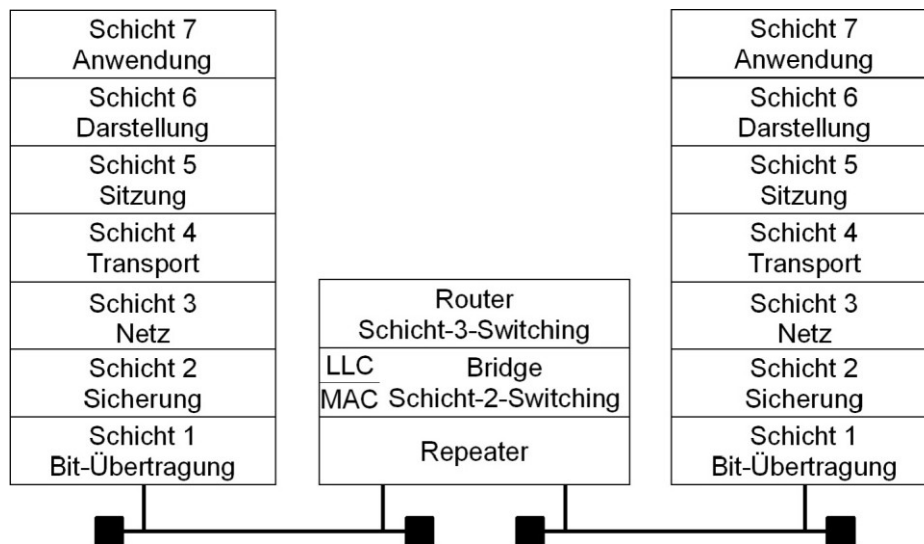 Schicht 7
Anwendung
Schicht 6
Darstellung
Schicht 5
Sitzung
Schicht 4
Transport
Schicht 3
Netz
Schicht 2
Sicherung
Schicht 1
Bit-Übertragung
Router
Schicht-3-Switching
LLC
MAC
Bridge
Schicht-2-Switching
Repeater
Schicht 7
Anwendung
Schicht 6
Darstellung
Schicht 5
Sitzung
Schicht 4
Transport
Schicht 3
Netz
Schicht 2
Sicherung
Schicht 1
Bit-Übertragung